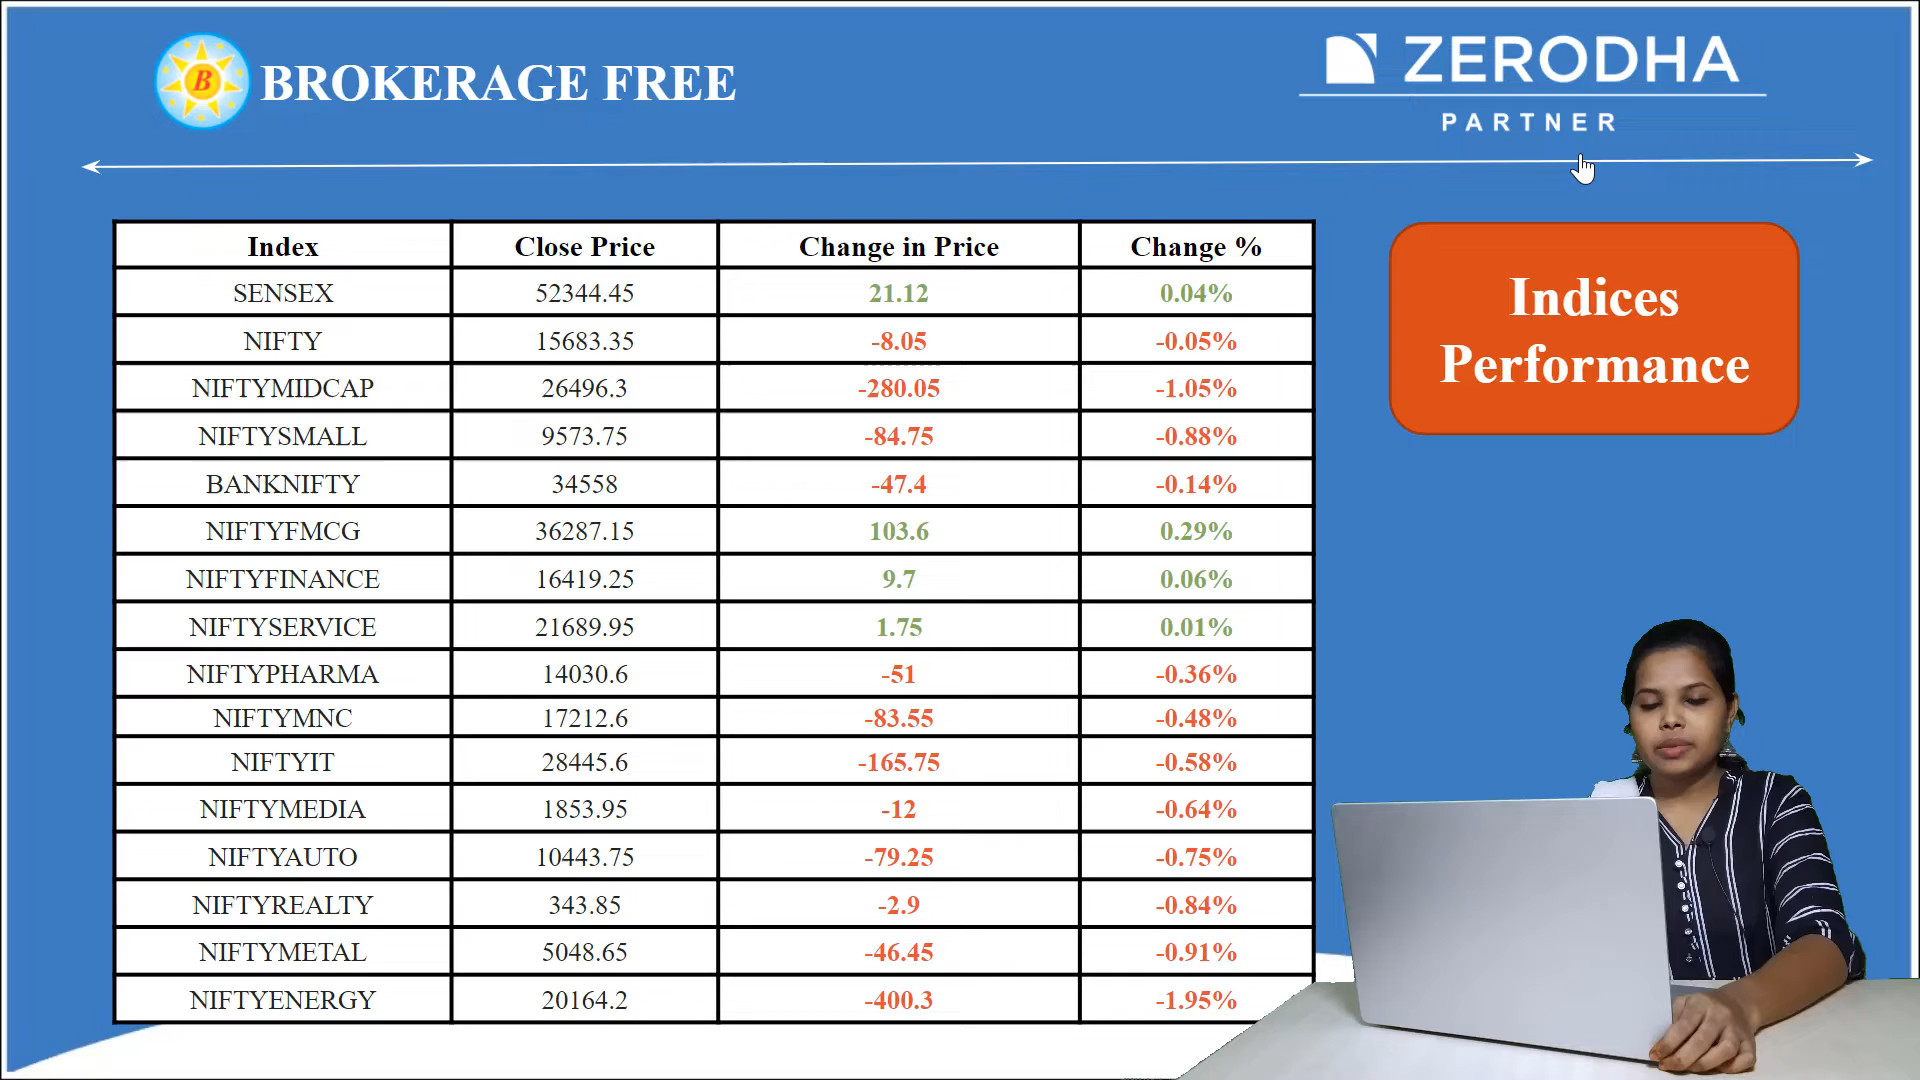 B BROKERAGE FREE
ZERODHA
PARTNER
Index Close Price Change in Price Change %
SENSEX 52344.45 21.12 0.04%
NIFTY 15683.35 -8.05 -0.05%
NIFTYMIDCAP 26496.3 -280.05 -1.05%
NIFTYSMALL 9573.75 -84.75 -0.88%
BANKNIFTY 34558 -47.4 -0.14%
NIFTYFMCG 36287.15 103.6 0.29%
NIFTYFINANCE 16419.25 9.7 0.06%
NIFTYSERVICE 21689.95 1.75 0.01%
NIFTYPHARMA 14030.6 -51 -0.36%
NIFTYMNC 17212.6 -83.55 -0.48%
NIFTYIT 28445.6 -165.75 -0.58%
NIFTYMEDIA 1853.95 -12 -0.64%
NIFTYAUTO 10443.75 -79.25 -0.75%
NIFTYREALTY 343.85 -2.9 -0.84%
NIFTYMETAL 5048.65 -46.45 -0.91%
NIFTYENERGY 20164.2 -400.3 -1.95%
Indices
Performance